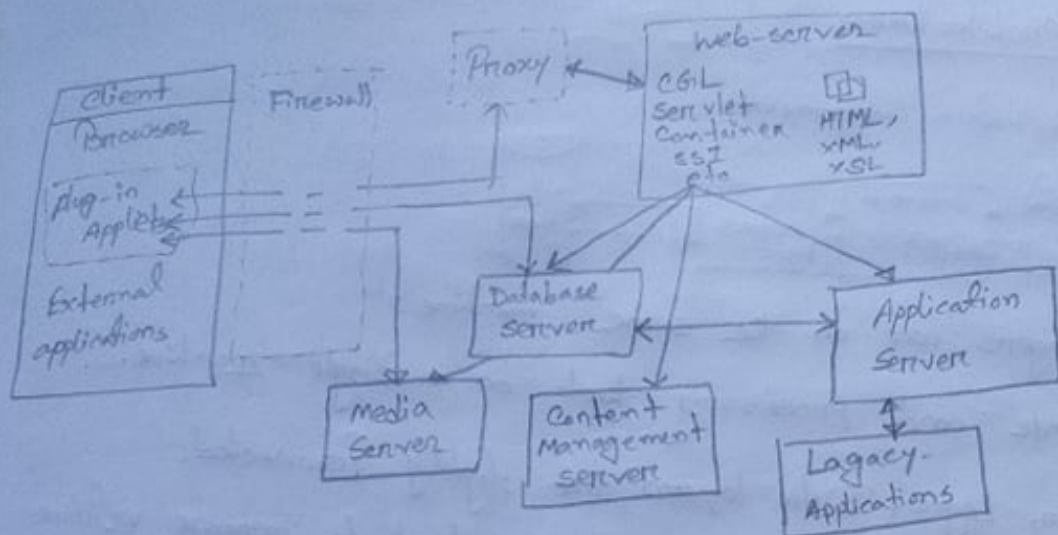 Client
Browser
Plug-in
Applets
External
applications
Firewall
Proxy
Web-server
CGI
Servlet
Container
SSI
etc
HTML,
XML,
XSL
Database
Server
Application
Server
Media
Server
Content
Management
Server
Lagacy-
Applications